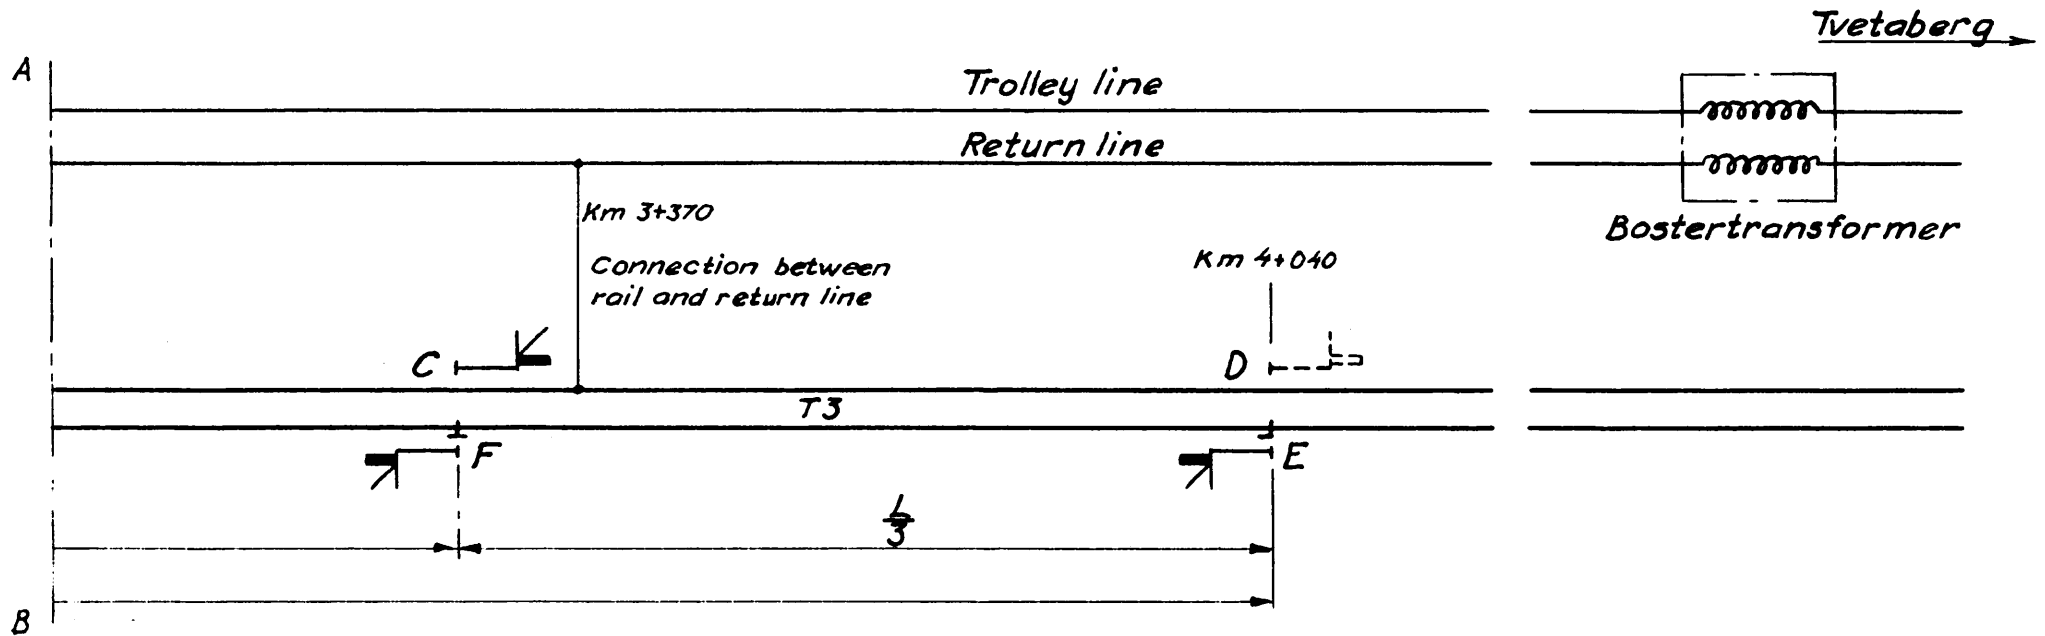 Tvetaberg
A
Trolley line
Return line
Km 3+370
Bostertransformer
Connection between
rail and return line
Km 4+040
C
D
T3
F
E
L
3
B